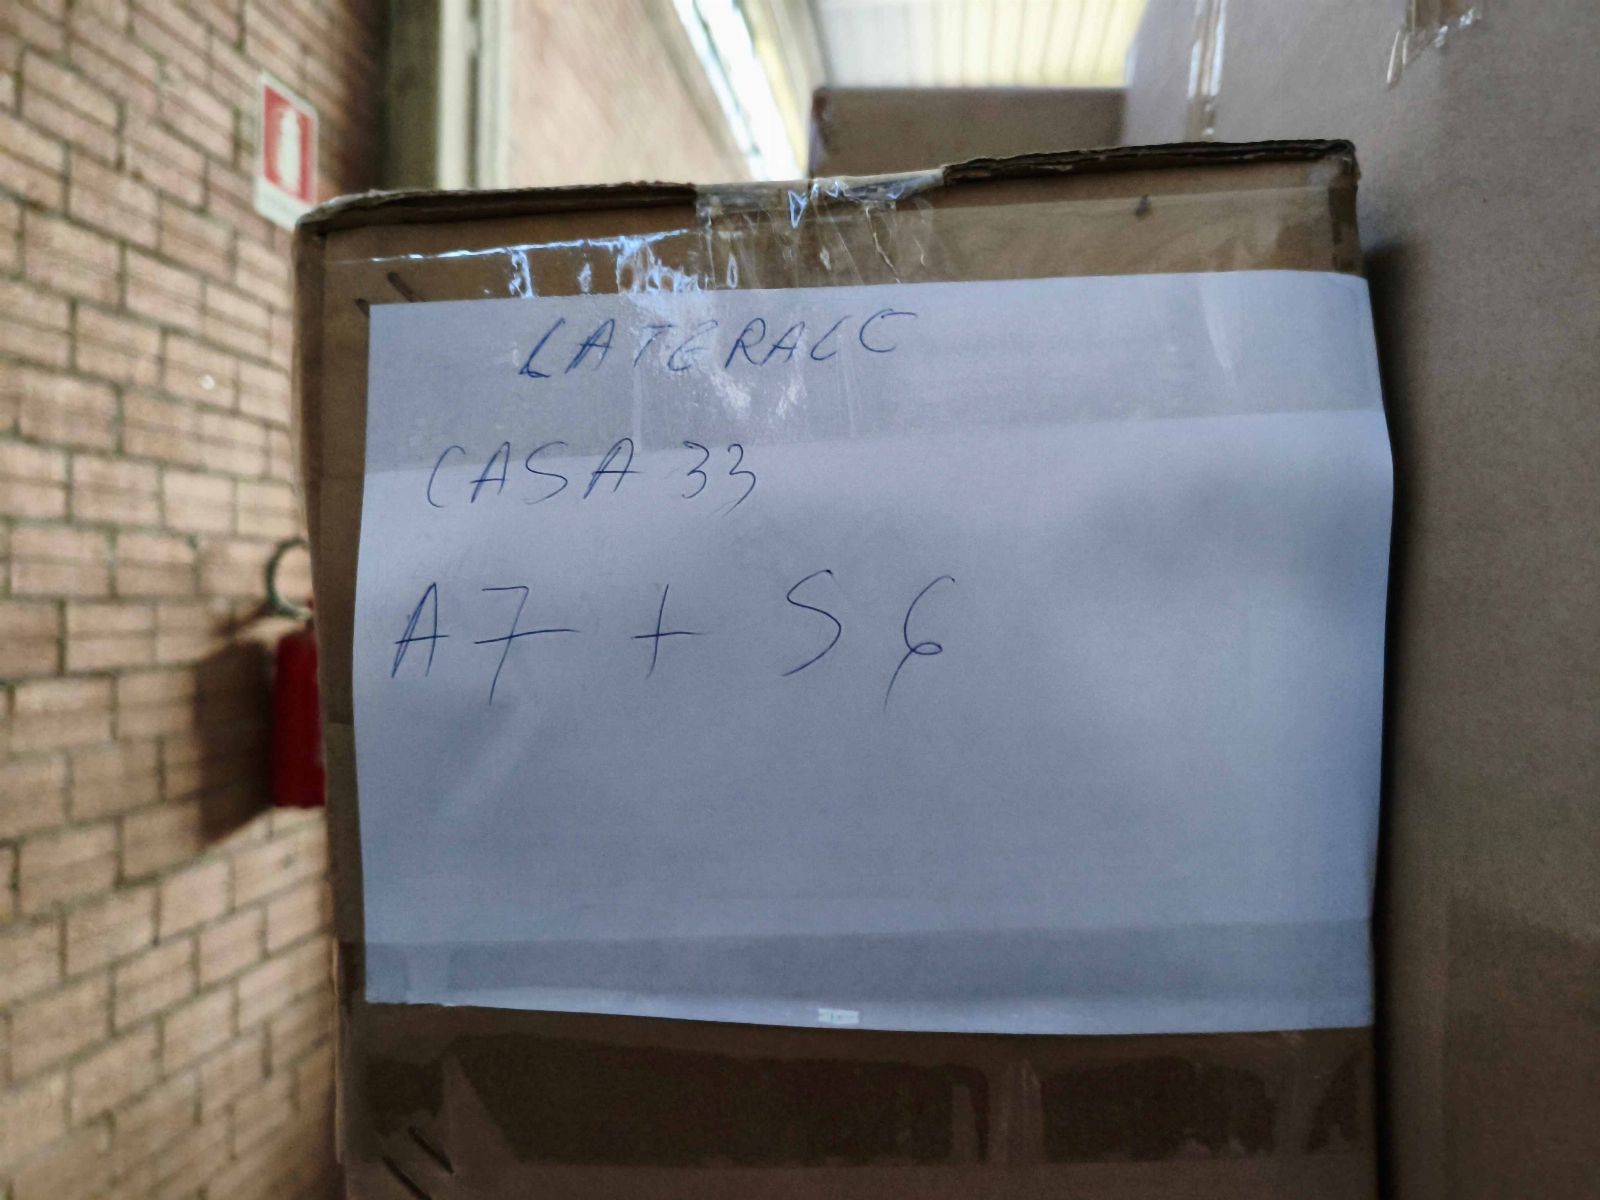 LATERALE
CASA 33
A7 + S6